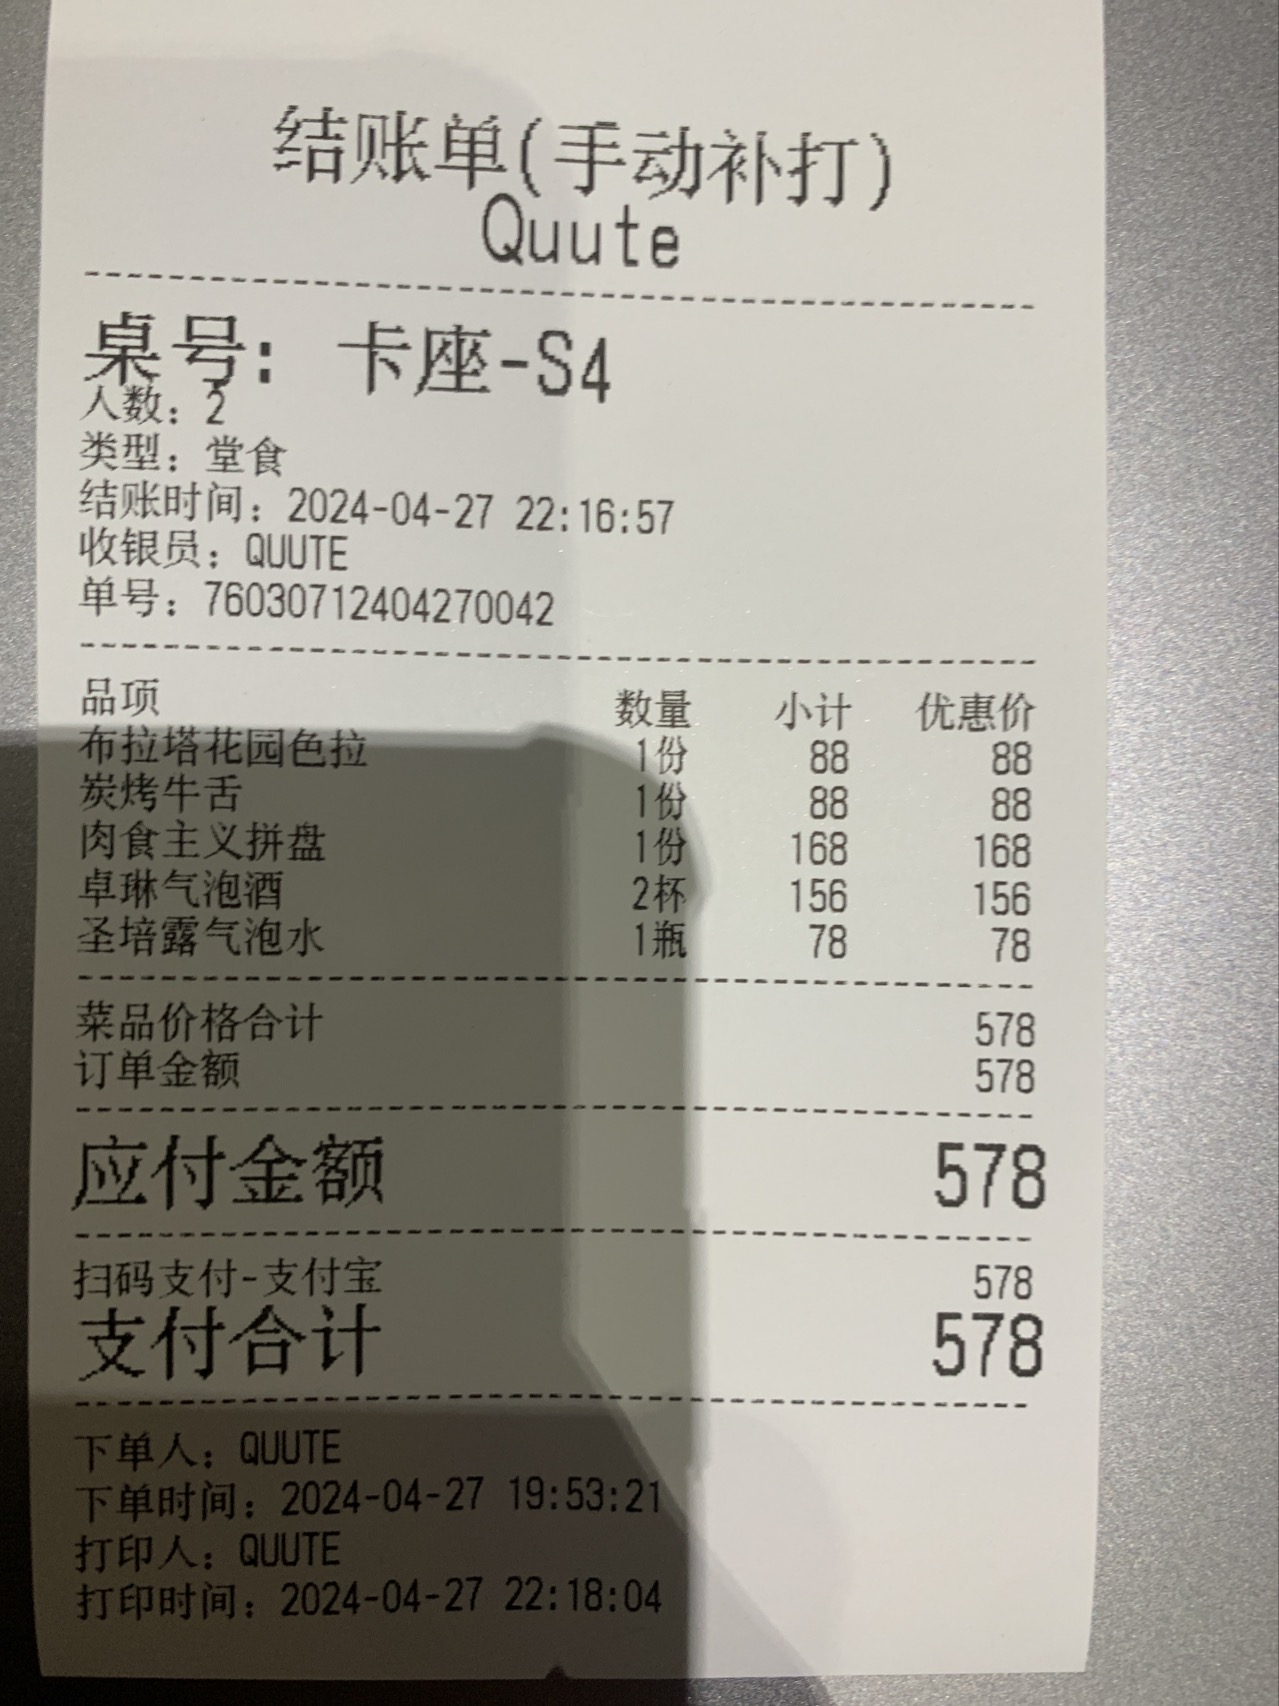 结账单(手动补打)
Quute
桌号: 卡座-S4
人数: 2
类型: 堂食
结账时间: 2024-04-27 22:16:57
收银员: QUUTE
单号: 76030712404270042
品项 数量 小计 优惠价
布拉塔花园色拉 1份 88 88
炭烤牛舌 1份 88 88
肉食主义拼盘 1份 168 168
卓琳气泡酒 2杯 156 156
圣培露气泡水 1瓶 78 78
菜品价格合计 578
订单金额 578
应付金额 578
扫码支付-支付宝 578
支付合计 578
下单人: QUUTE
下单时间: 2024-04-27 19:53:21
打印人: QUUTE
打印时间: 2024-04-27 22:18:04